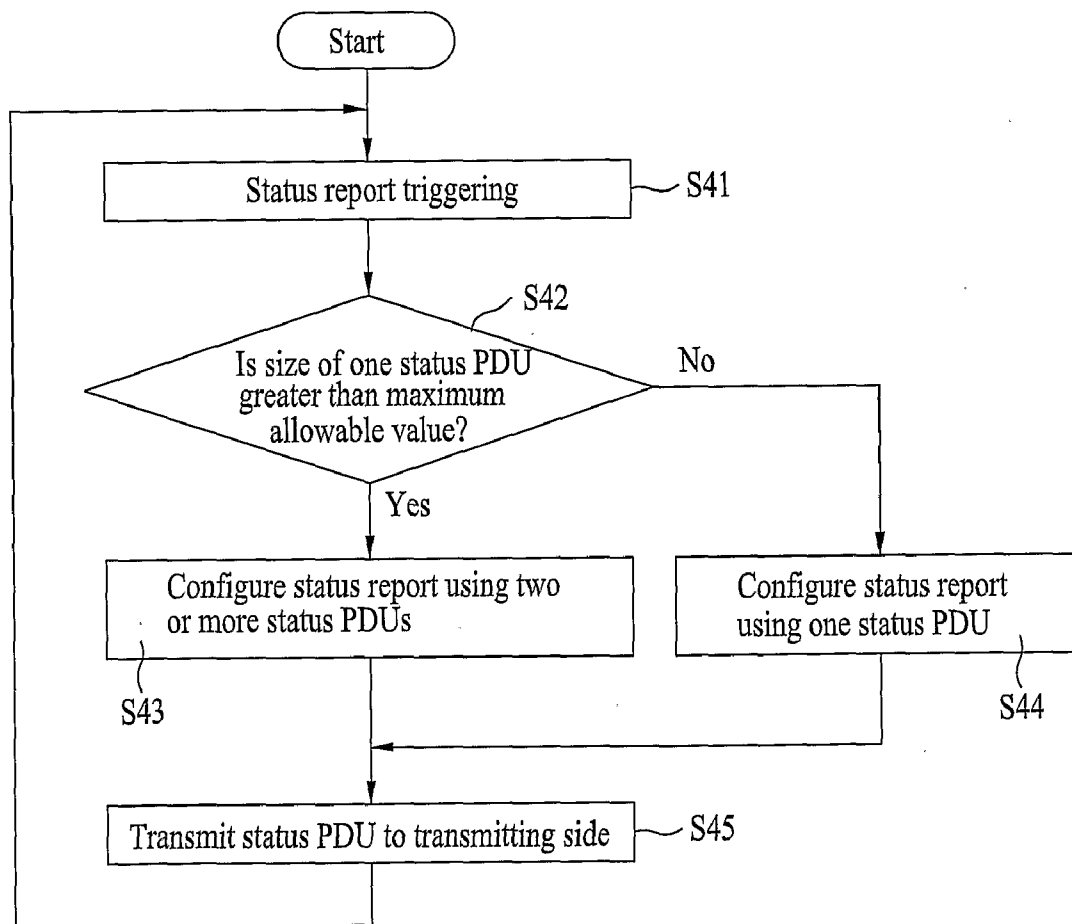 Start
Status report triggering
S41
S42
Is size of one status PDU
greater than maximum
allowable value?
No
Yes
Configure status report using two
or more status PDUs
S43
Configure status report
using one status PDU
S44
Transmit status PDU to transmitting side
S45